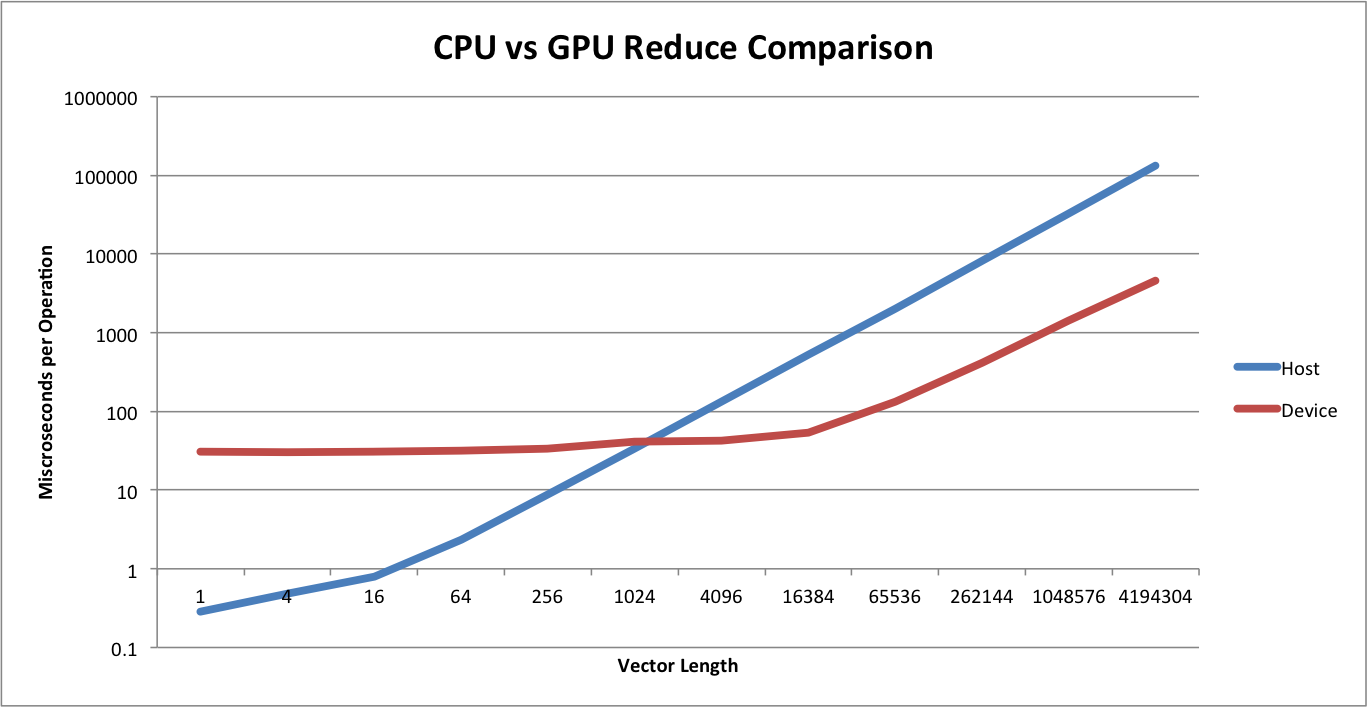 CPU vs GPU Reduce Comparison
1000000
100000
10000
1000
100
10
1
0.1
Miscroseconds per Operation
1 4 16 64 256 1024 4096 16384 65536 262144 1048576 4194304
Vector Length
Host
Device